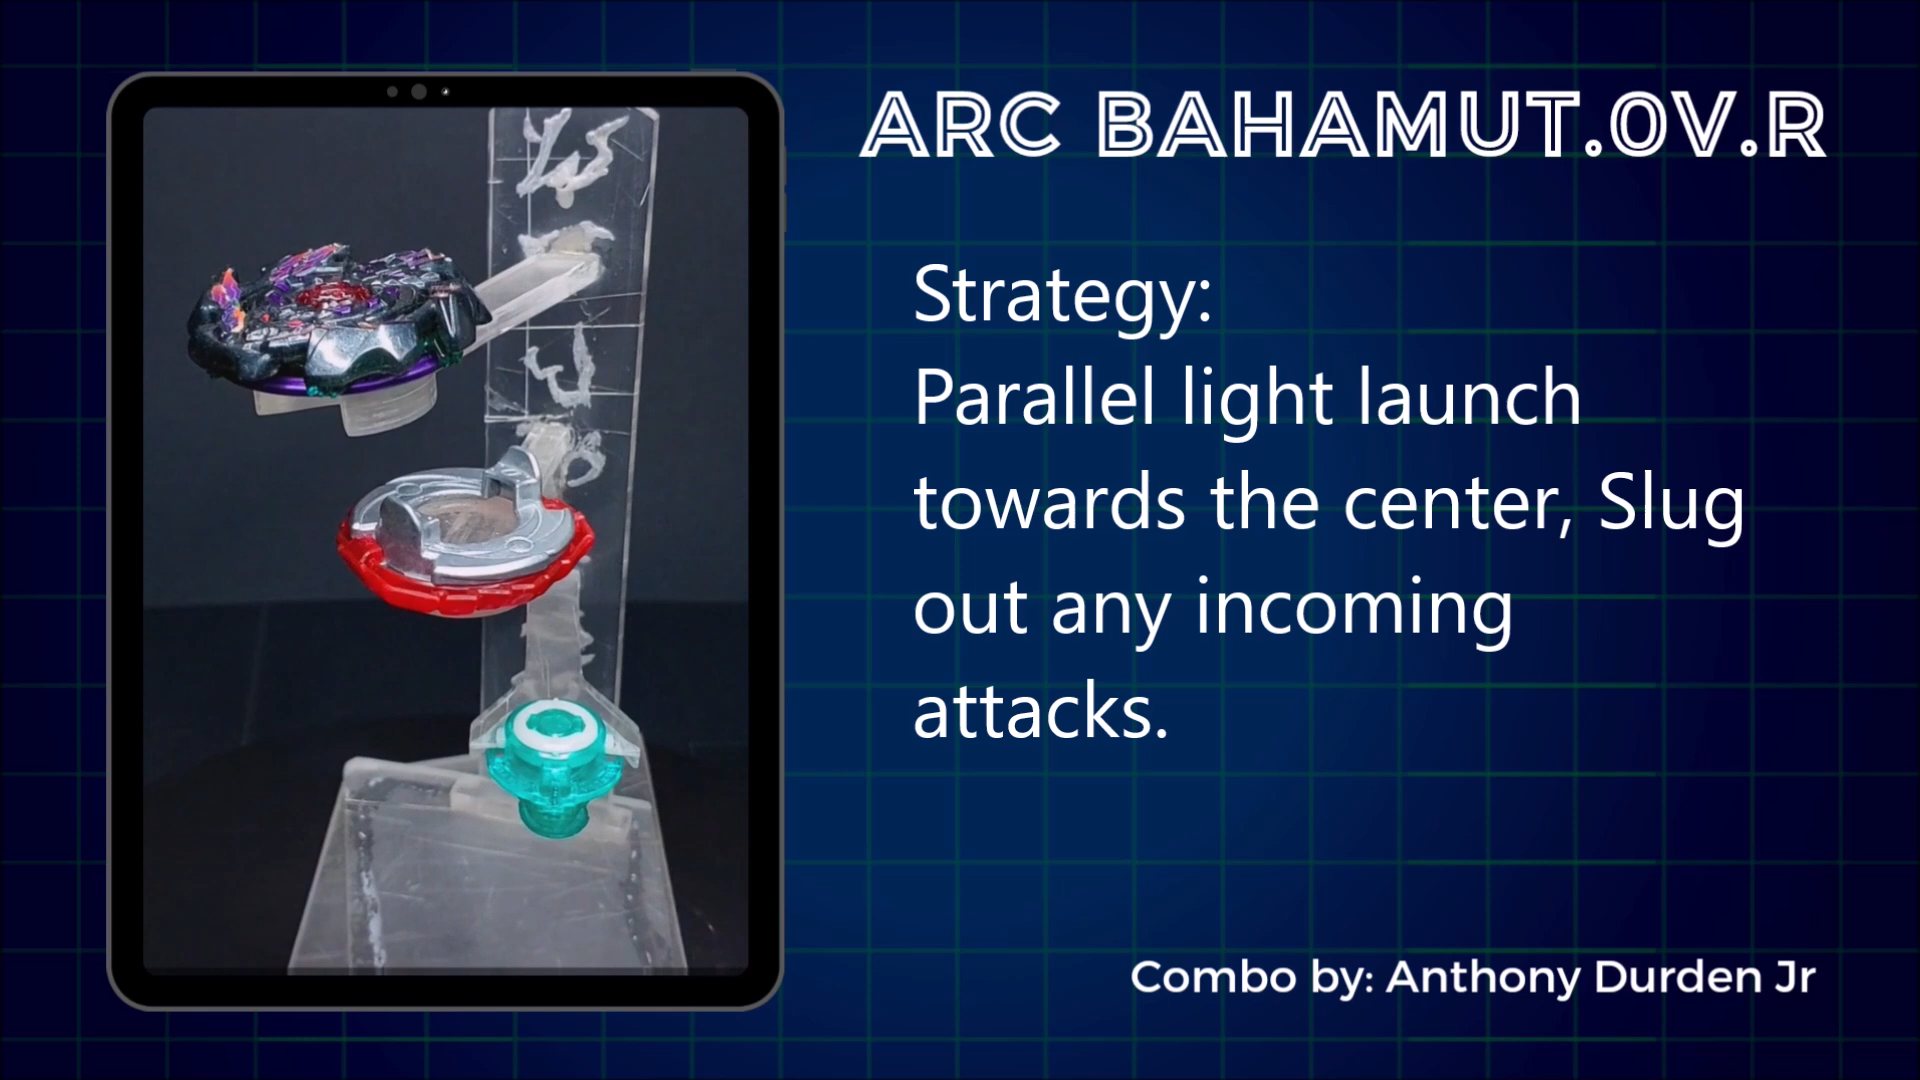 ARC BAHAMUT.0V.R
Strategy:
Parallel light launch
towards the center, Slug
out any incoming
attacks.
Combo by: Anthony Durden Jr